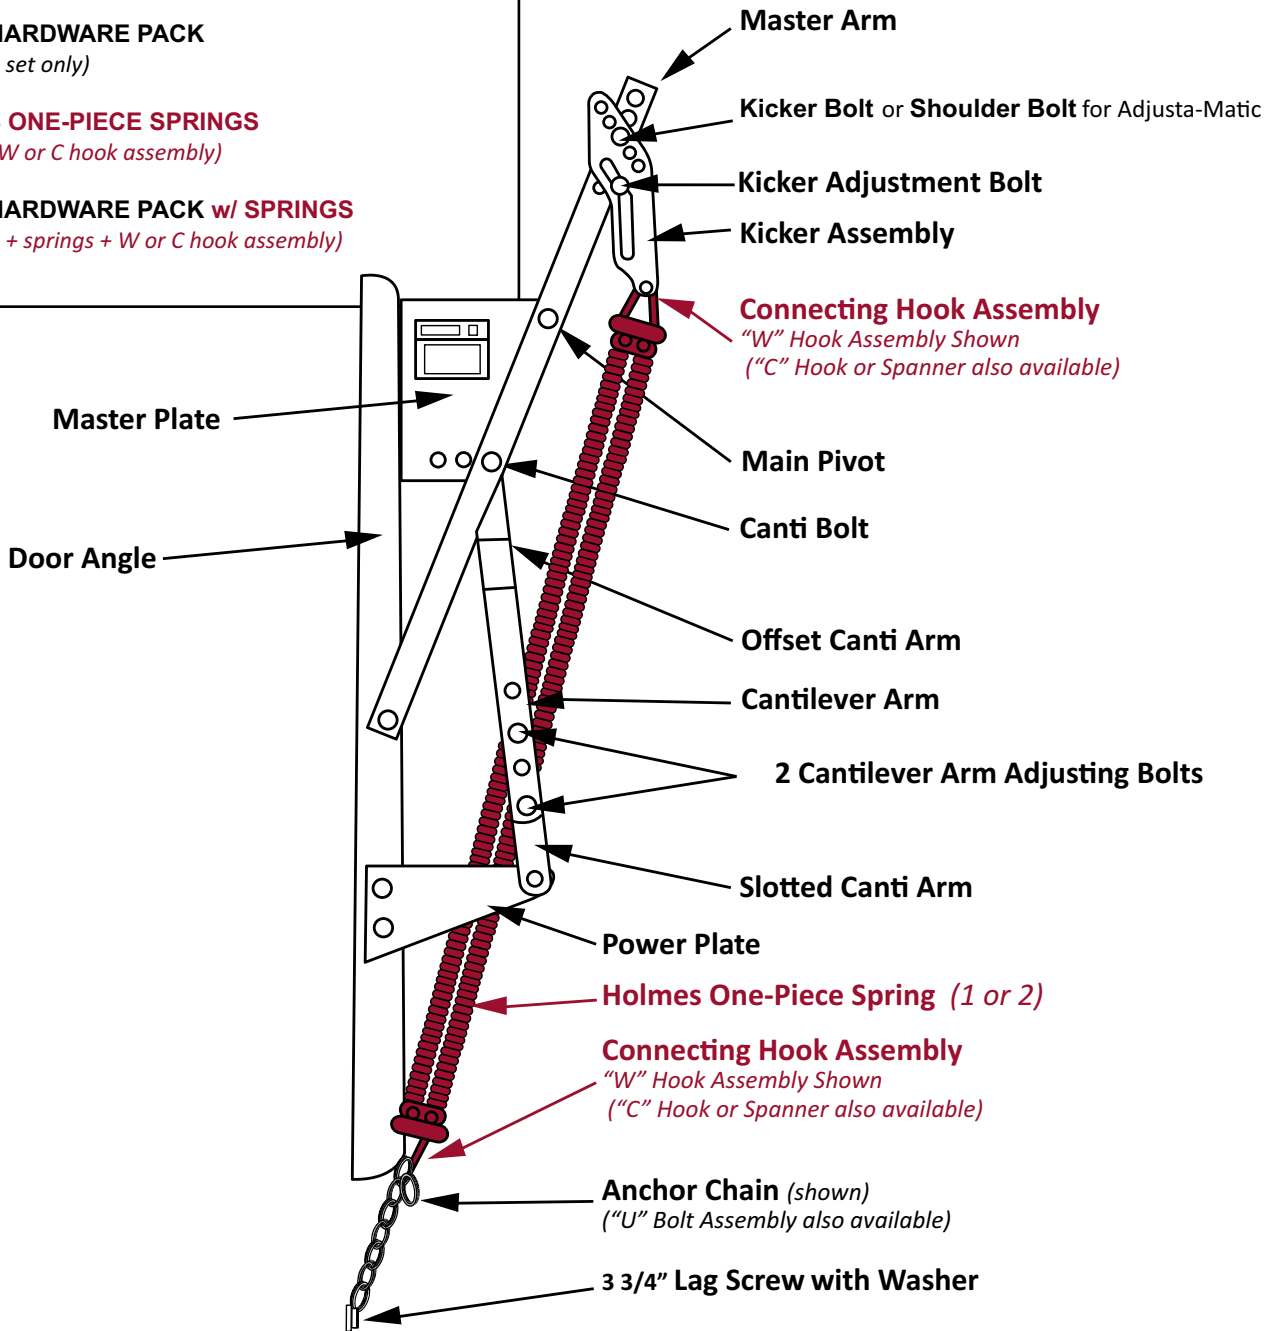 HARDWARE PACK
set only)
ONE-PIECE SPRINGS
W or C hook assembly)
HARDWARE PACK w/ SPRINGS
+ springs + W or C hook assembly)
Master Arm
Kicker Bolt or Shoulder Bolt for Adjusta-Matic
Kicker Adjustment Bolt
Kicker Assembly
Connecting Hook Assembly
“W” Hook Assembly Shown
(“C” Hook or Spanner also available)
Master Plate
Main Pivot
Canti Bolt
Door Angle
Offset Canti Arm
Cantilever Arm
2 Cantilever Arm Adjusting Bolts
Slotted Canti Arm
Power Plate
Holmes One-Piece Spring (1 or 2)
Connecting Hook Assembly
“W” Hook Assembly Shown
(“C” Hook or Spanner also available)
Anchor Chain (shown)
(“U” Bolt Assembly also available)
3 3/4” Lag Screw with Washer